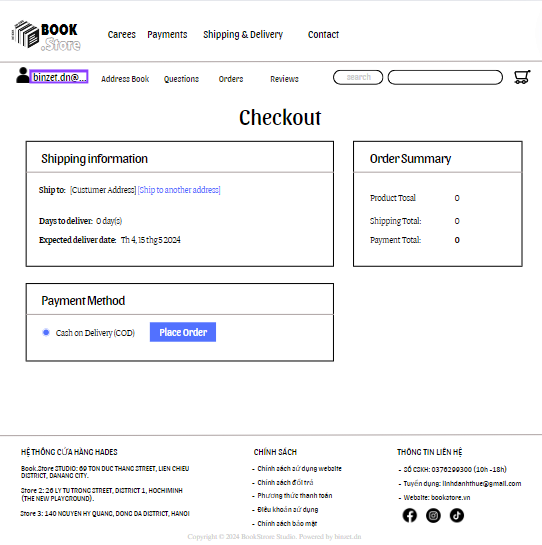 BOOK
.Store
Carees Payments Shipping & Delivery Contact
binzet.dn@... Address Book Questions Orders Reviews search
Checkout
Shipping information
Ship to: [Custumer Address] [Ship to another address]
Days to deliver: 0 day(s)
Expected deliver date: Th 4, 15 thg 5 2024
Order Summary
Product Tosal 0
Shipping Total: 0
Payment Total: 0
Payment Method
Cash on Delivery (COD) Place Order
HỆ THỐNG CỬA HÀNG HADES
Book.Store STUDIO: 69 TON DUC THANG STREET, LIEN CHIEU
DISTRICT, DANANG CITY.
Store 2: 26 LY TU TRONG STREET, DISTRICT 1, HOCHIMINH
(THE NEW PLAYGROUND).
Store 3: 140 NGUYEN HY QUANG, DONG DA DISTRICT, HANOI
CHÍNH SÁCH
- Chính sách sử dụng website
- Chính sách đổi trả
- Phương thức thanh toán
- Điều khoản sử dụng
- Chính sách bảo mật
THÔNG TIN LIÊN HỆ
- SỐ CSKH: 0376299300 (10h -18h)
- Tuyển dụng: linhdanhthue@gmail.com
- Website: bookstore.vn
Copyright © 2024 BookStrore Studio. Powered by binzet.dn